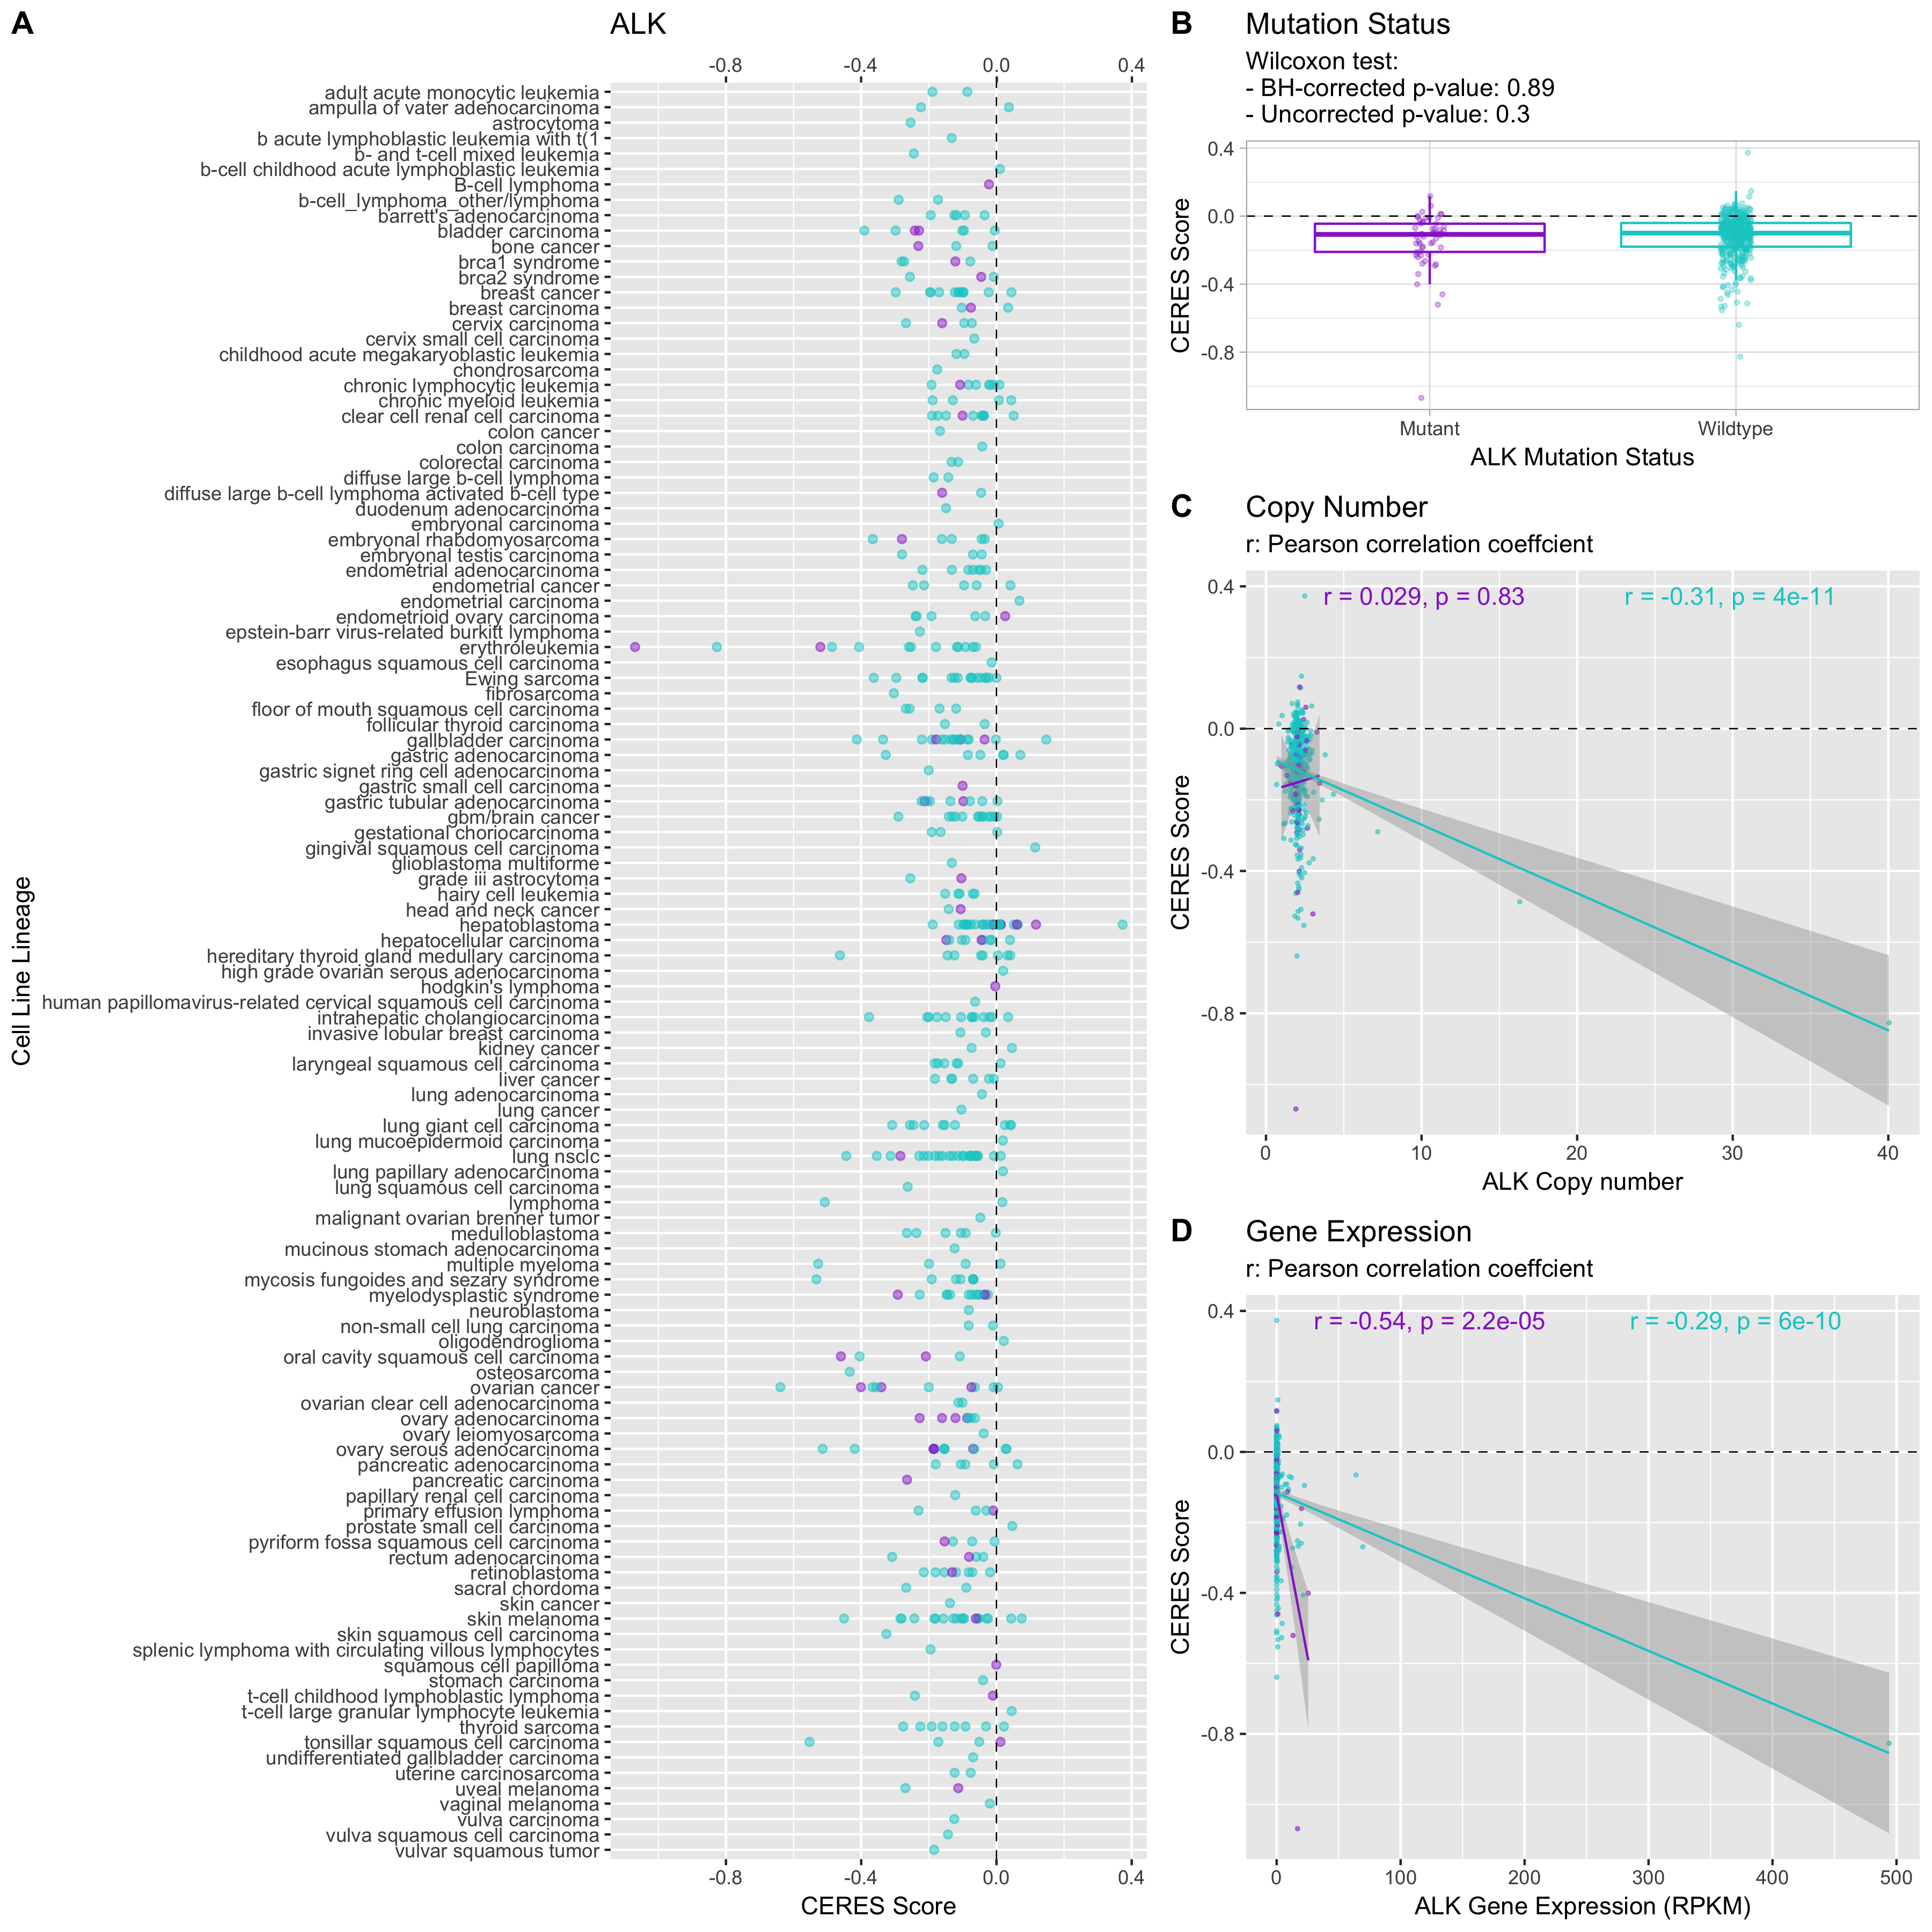 A
ALK
-0.8 -0.4 0.0 0.4
adult acute monocytic leukemia
ampulla of vater adenocarcinoma
astrocytoma
b acute lymphoblastic leukemia with t(1
b- and t-cell mixed leukemia
b-cell childhood acute lymphoblastic leukemia
B-cell lymphoma
b-cell_lymphoma_other/lymphoma
barrett's adenocarcinoma
bladder carcinoma
bone cancer
brca1 syndrome
brca2 syndrome
breast cancer
breast carcinoma
cervix carcinoma
cervix small cell carcinoma
childhood acute megakaryoblastic leukemia
chondrosarcoma
chronic lymphocytic leukemia
chronic myeloid leukemia
clear cell renal cell carcinoma
colon cancer
colon carcinoma
colorectal carcinoma
diffuse large b-cell lymphoma
diffuse large b-cell lymphoma activated b-cell type
duodenum adenocarcinoma
embryonal carcinoma
embryonal rhabdomyosarcoma
embryonal testis carcinoma
endometrial adenocarcinoma
endometrial cancer
endometrial carcinoma
endometrioid ovary carcinoma
epstein-barr virus-related burkitt lymphoma
erythroleukemia
esophagus squamous cell carcinoma
Ewing sarcoma
fibrosarcoma
floor of mouth squamous cell carcinoma
follicular thyroid carcinoma
gallbladder carcinoma
gastric adenocarcinoma
gastric signet ring cell adenocarcinoma
gastric small cell carcinoma
gastric tubular adenocarcinoma
gbm/brain cancer
gestational choriocarcinoma
gingival squamous cell carcinoma
glioblastoma multiforme
grade iii astrocytoma
hairy cell leukemia
head and neck cancer
hepatoblastoma
hepatocellular carcinoma
hereditary thyroid gland medullary carcinoma
high grade ovarian serous adenocarcinoma
hodgkin's lymphoma
human papillomavirus-related cervical squamous cell carcinoma
intrahepatic cholangiocarcinoma
invasive lobular breast carcinoma
kidney cancer
laryngeal squamous cell carcinoma
liver cancer
lung adenocarcinoma
lung cancer
lung giant cell carcinoma
lung mucoepidermoid carcinoma
lung nsclc
lung papillary adenocarcinoma
lung squamous cell carcinoma
lymphoma
malignant ovarian brenner tumor
medulloblastoma
mucinous stomach adenocarcinoma
multiple myeloma
mycosis fungoides and sezary syndrome
myelodysplastic syndrome
neuroblastoma
non-small cell lung carcinoma
oligodendroglioma
oral cavity squamous cell carcinoma
osteosarcoma
ovarian cancer
ovarian clear cell adenocarcinoma
ovary adenocarcinoma
ovary leiomyosarcoma
ovary serous adenocarcinoma
pancreatic adenocarcinoma
pancreatic carcinoma
papillary renal cell carcinoma
primary effusion lymphoma
prostate small cell carcinoma
pyriform fossa squamous cell carcinoma
rectum adenocarcinoma
retinoblastoma
sacral chordoma
skin cancer
skin melanoma
skin squamous cell carcinoma
splenic lymphoma with circulating villous lymphocytes
squamous cell papilloma
stomach carcinoma
t-cell childhood lymphoblastic lymphoma
t-cell large granular lymphocyte leukemia
thyroid sarcoma
tonsillar squamous cell carcinoma
undifferentiated gallbladder carcinoma
uterine carcinosarcoma
uveal melanoma
vaginal melanoma
vulva carcinoma
vulva squamous cell carcinoma
vulvar squamous tumor
-0.8 -0.4 0.0 0.4
CERES Score
Cell Line Lineage
B
Mutation Status
Wilcoxon test:
- BH-corrected p-value: 0.89
- Uncorrected p-value: 0.3
0.4
0.0
-0.4
-0.8
CERES Score
Mutant Wildtype
ALK Mutation Status
C
Copy Number
r: Pearson correlation coeffcient
r = 0.029, p = 0.83 r = -0.31, p = 4e-11
0.4
0.0
-0.4
-0.8
CERES Score
0 10 20 30 40
ALK Copy number
D
Gene Expression
r: Pearson correlation coeffcient
r = -0.54, p = 2.2e-05 r = -0.29, p = 6e-10
0.4
0.0
-0.4
-0.8
CERES Score
0 100 200 300 400 500
ALK Gene Expression (RPKM)